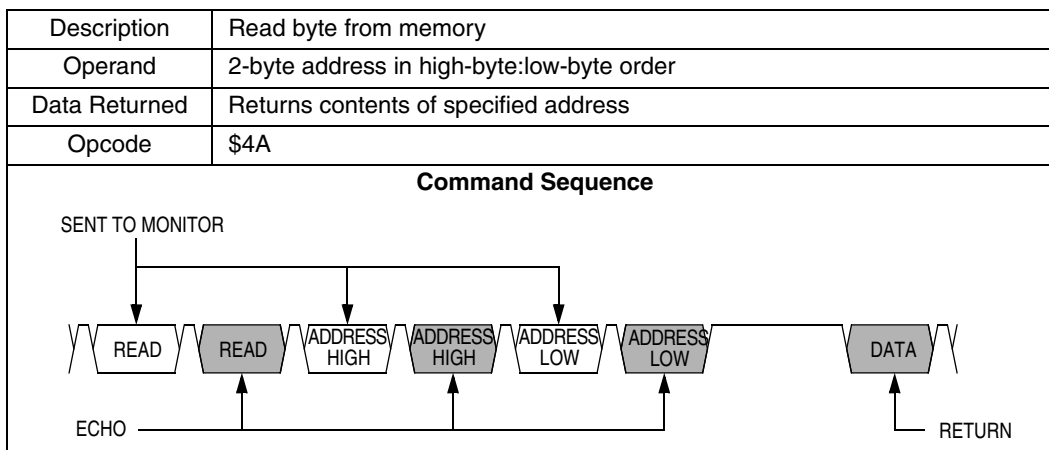 Description Read byte from memory
Operand 2-byte address in high-byte:low-byte order
Data Returned Returns contents of specified address
Opcode $4A
Command Sequence
SENT TO MONITOR
READ READ ADDRESS HIGH ADDRESS HIGH ADDRESS LOW ADDRESS LOW DATA
ECHO RETURN